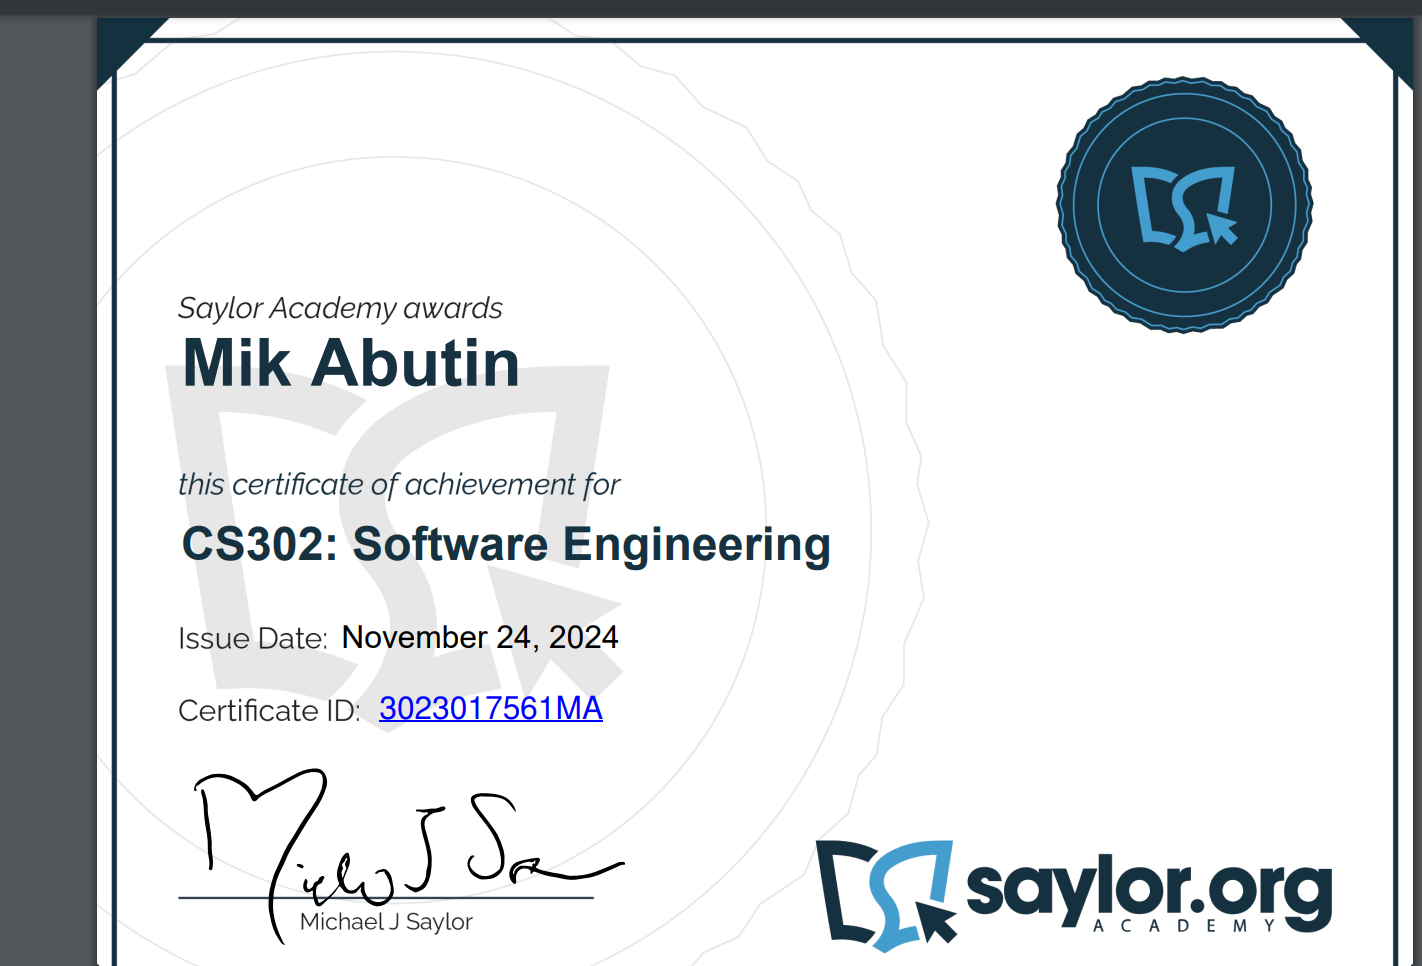 Saylor Academy awards
Mik Abutin
this certificate of achievement for
CS302: Software Engineering
Issue Date: November 24, 2024
Certificate ID: 3023017561MA
Michael J Saylor
saylor.org
ACADEMY